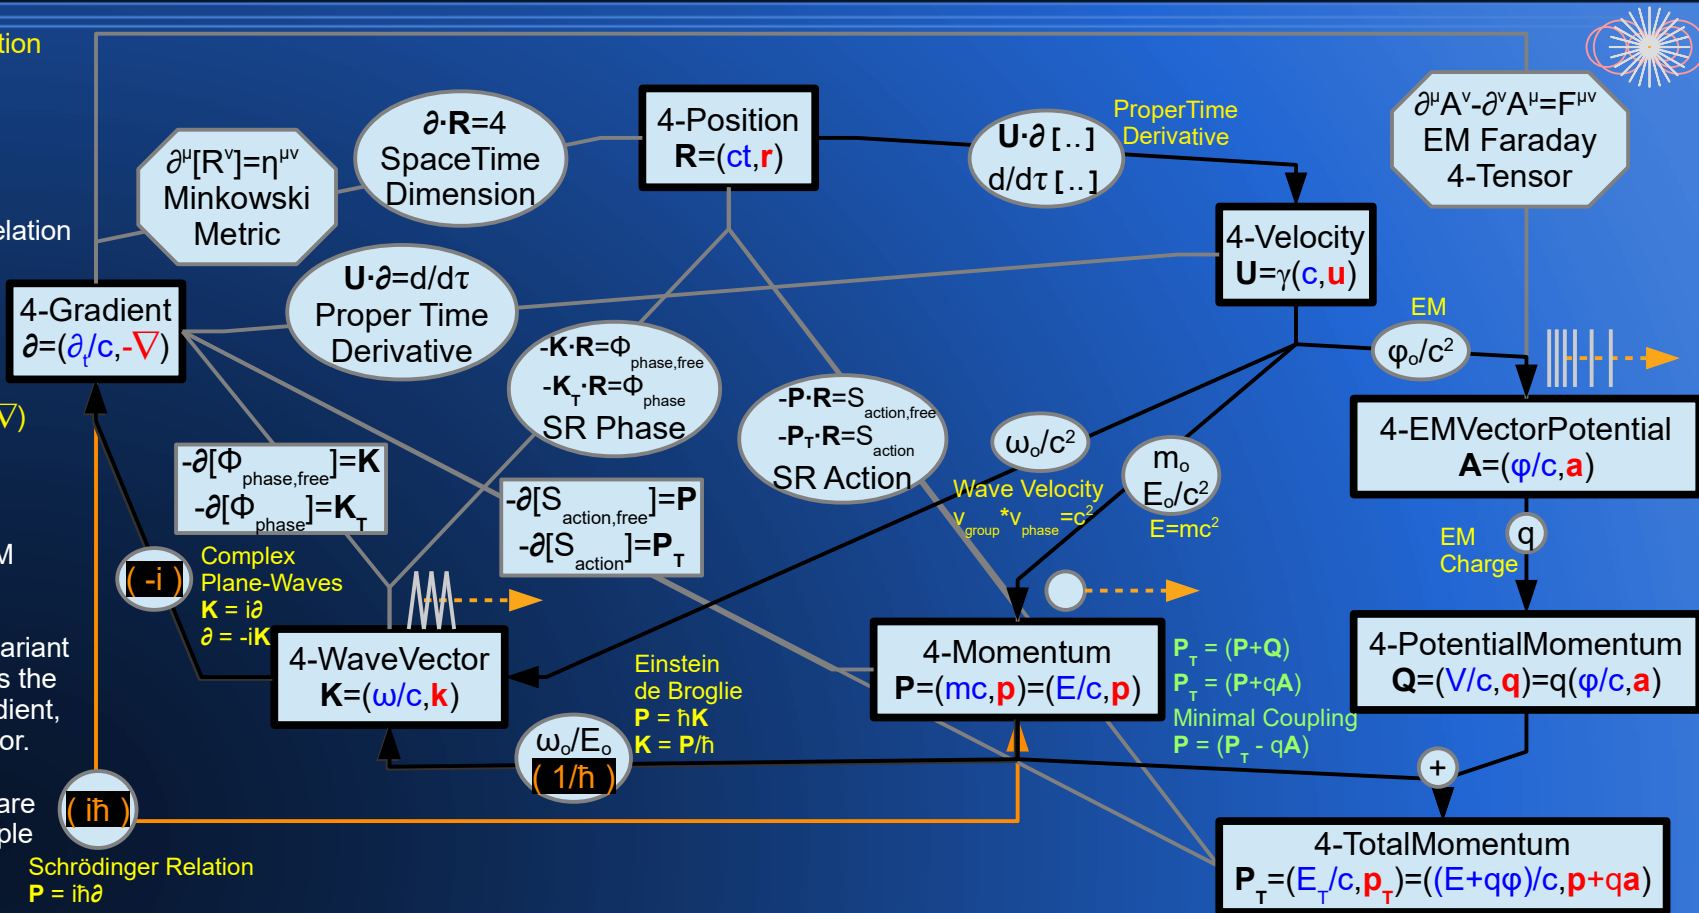 tion
elation
∇)
M
variant
s the
dient,
or.
are
ple
∂^μ[R^ν]=η^μν
Minkowski
Metric
∂·R=4
SpaceTime
Dimension
4-Position
R=(ct,r)
U·∂ [..]
d/dτ [..]
ProperTime
Derivative
∂^μA^ν-∂^νA^μ=F^μν
EM Faraday
4-Tensor
4-Gradient
∂=(∂_t/c,-∇)
U·∂=d/dτ
Proper Time
Derivative
4-Velocity
U=γ(c,u)
-K·R=Φ_phase,free
-K_T·R=Φ_phase
SR Phase
-P·R=S_action,free
-P_T·R=S_action
SR Action
EM
φ_o/c²
ω_o/c²
m_o
E_o/c²
E=mc²
Wave Velocity
v_group*v_phase=c²
4-EMVectorPotential
A=(φ/c,a)
-∂[Φ_phase,free]=K
-∂[Φ_phase]=K_T
-∂[S_action,free]=P
-∂[S_action]=P_T
EM
Charge
q
( -i )
Complex
Plane-Waves
K = i∂
∂ = -iK
4-WaveVector
K=(ω/c,k)
Einstein
de Broglie
P = ħK
K = P/ħ
4-Momentum
P=(mc,p)=(E/c,p)
P_T = (P+Q)
P_T = (P+qA)
Minimal Coupling
P = (P_T - qA)
4-PotentialMomentum
Q=(V/c,q)=q(φ/c,a)
ω_o/E_o
( 1/ħ )
+
( iħ )
Schrödinger Relation
P = iħ∂
4-TotalMomentum
P_T=(E_T/c,p_T)=((E+qφ)/c,p+qa)